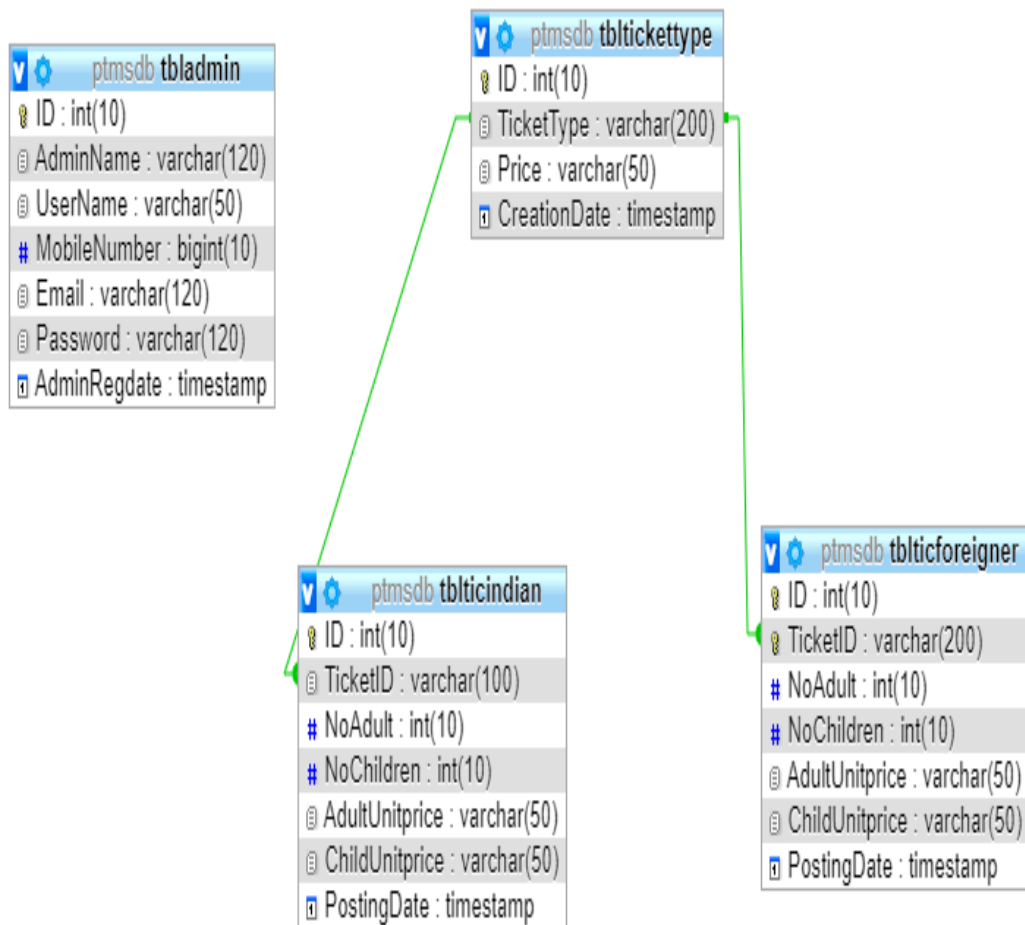 ptmsdb tbladmin
ID : int(10)
AdminName : varchar(120)
UserName : varchar(50)
MobileNumber : bigint(10)
Email : varchar(120)
Password : varchar(120)
AdminRegdate : timestamp
ptmsdb tbltickettype
ID : int(10)
TicketType : varchar(200)
Price : varchar(50)
CreationDate : timestamp
ptmsdb tblticindian
ID : int(10)
TicketID : varchar(100)
NoAdult : int(10)
NoChildren : int(10)
AdultUnitprice : varchar(50)
ChildUnitprice : varchar(50)
PostingDate : timestamp
ptmsdb tblticforeigner
ID : int(10)
TicketID : varchar(200)
NoAdult : int(10)
NoChildren : int(10)
AdultUnitprice : varchar(50)
ChildUnitprice : varchar(50)
PostingDate : timestamp